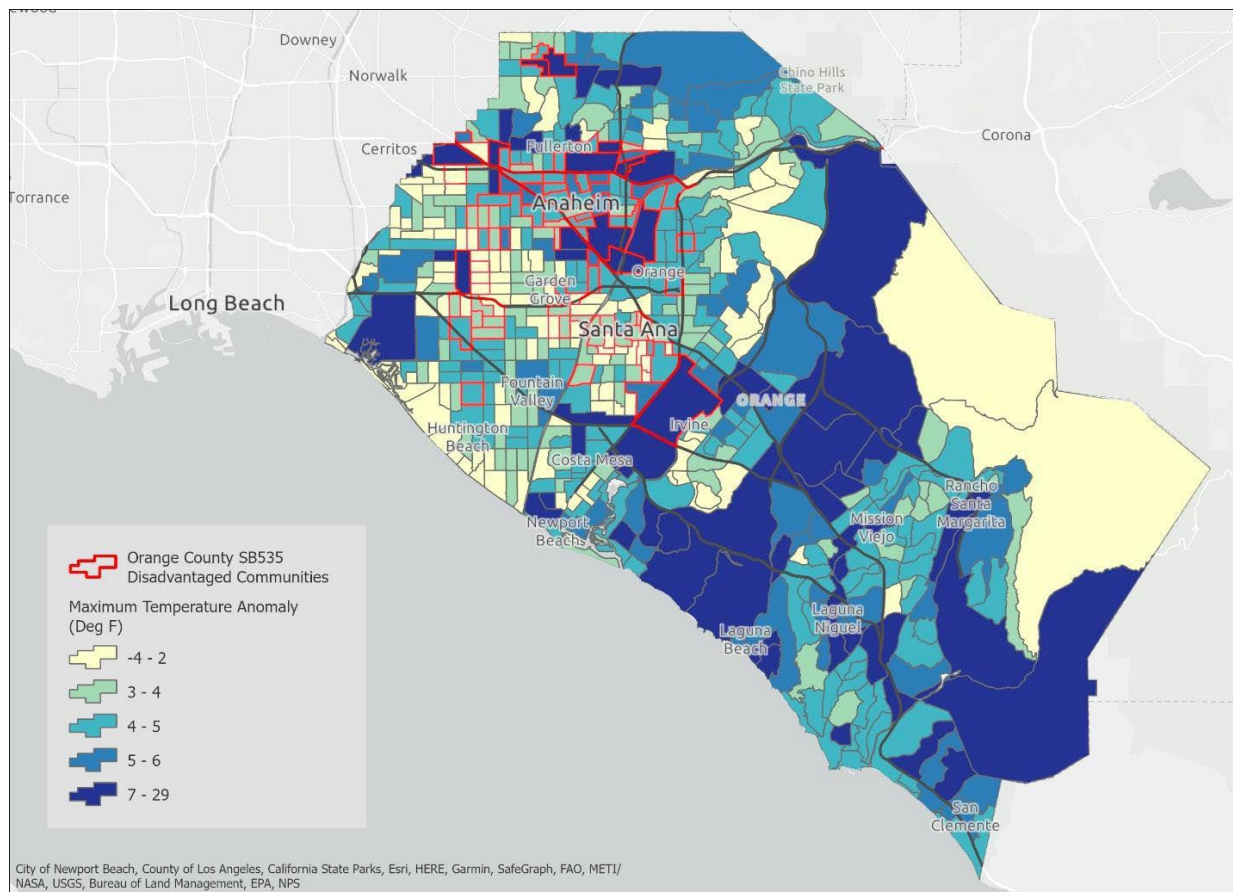 Downey
Norwalk
Chino Hills
State Park
Corona
Cerritos
Fullerton
Torrance
Anaheim
Orange
Garden
Grove
Long Beach
Santa Ana
Fountain
Valley
ORANGE
Irvine
Huntington
Beach
Costa Mesa
Rancho
Santa
Margarita
Mission
Viejo
Newport
Beach
Laguna
Niguel
Laguna
Beach
San
Clemente
Orange County SB535
Disadvantaged Communities
Maximum Temperature Anomaly
(Deg F)
-4 - 2
3 - 4
4 - 5
5 - 6
7 - 29
City of Newport Beach, County of Los Angeles, California State Parks, Esri, HERE, Garmin, SafeGraph, FAO, METI/
NASA, USGS, Bureau of Land Management, EPA, NPS